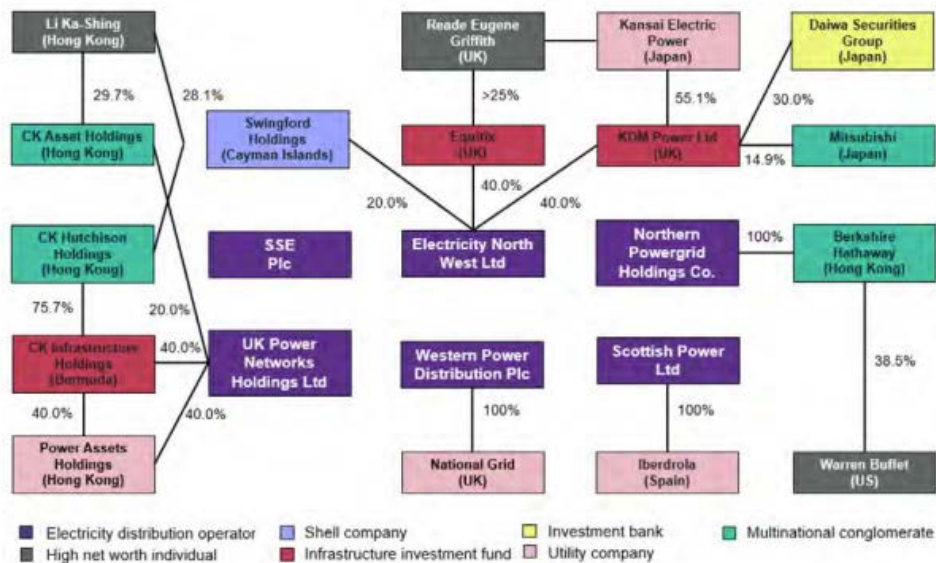 Li Ka-Shing
(Hong Kong)
Reade Eugene
Griffith
(UK)
Kansai Electric
Power
(Japan)
Daiwa Securities
Group
(Japan)
29.7%
28.1%
>25%
55.1%
30.0%
CK Asset Holdings
(Hong Kong)
Swingford
Holdings
(Cayman Islands)
Equitix
(UK)
KDM Power Ltd
(UK)
Mitsubishi
(Japan)
14.9%
20.0%
40.0%
40.0%
CK Hutchison
Holdings
(Hong Kong)
SSE
Plc
Electricity North
West Ltd
Northern
Powergrid
Holdings Co.
100%
Berkshire
Hathaway
(Hong Kong)
75.7%
20.0%
CK Infrastructure
Holdings
(Bermuda)
40.0%
UK Power
Networks
Holdings Ltd
Western Power
Distribution Plc
Scottish Power
Ltd
38.5%
40.0%
40.0%
100%
100%
Power Assets
Holdings
(Hong Kong)
National Grid
(UK)
Iberdrola
(Spain)
Warren Buffet
(US)
Electricity distribution operator
Shell company
Investment bank
Multinational conglomerate
High net worth individual
Infrastructure investment fund
Utility company